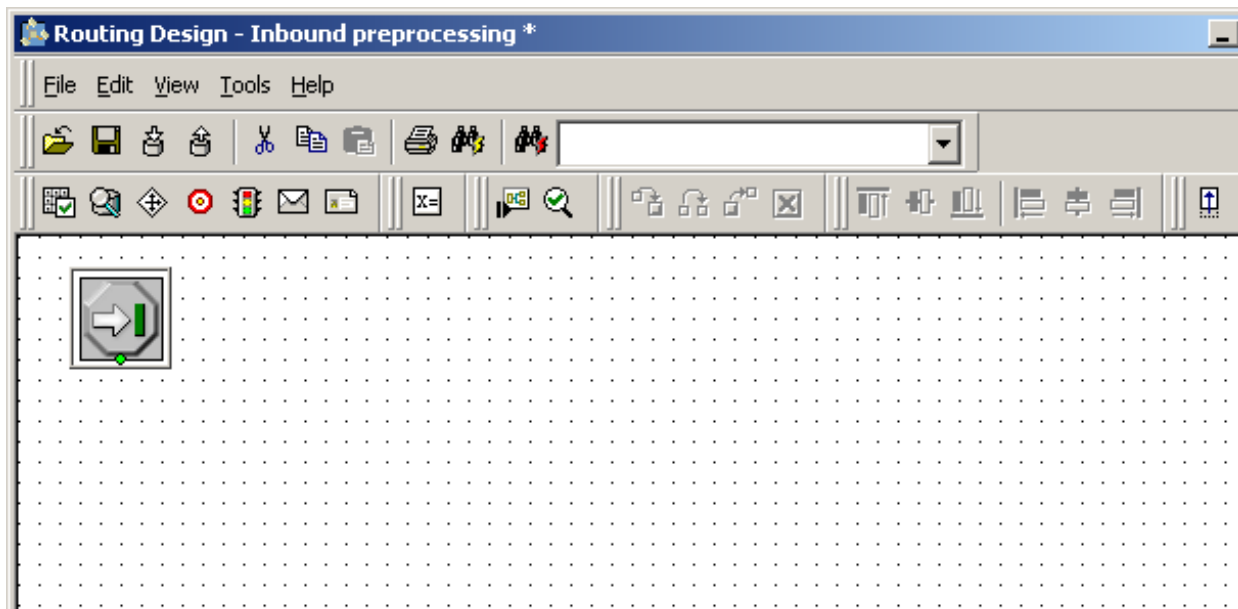 Routing Design - Inbound preprocessing *
File Edit View Tools Help
X=